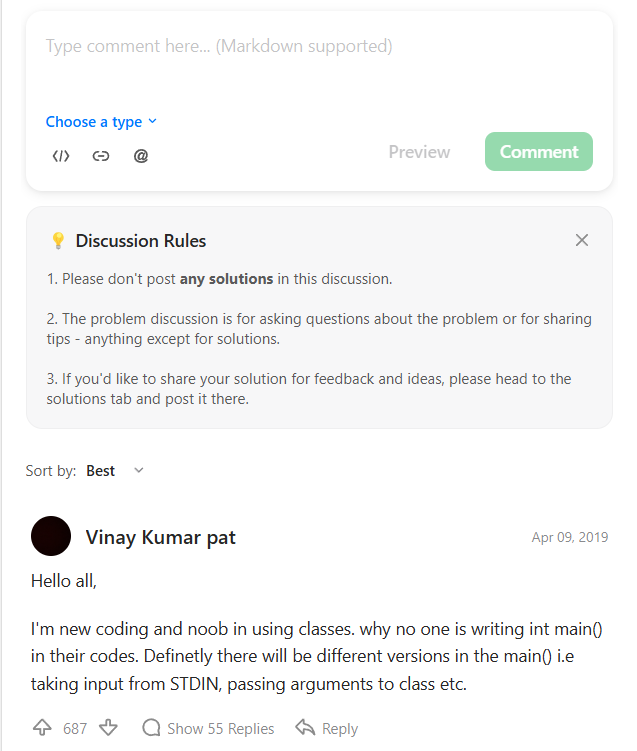 Type comment here... (Markdown supported)
Choose a type
Preview
Comment
Discussion Rules
1. Please don't post any solutions in this discussion.
2. The problem discussion is for asking questions about the problem or for sharing
tips - anything except for solutions.
3. If you'd like to share your solution for feedback and ideas, please head to the
solutions tab and post it there.
Sort by: Best
Vinay Kumar pat
Apr 09, 2019
Hello all,
I'm new coding and noob in using classes. why no one is writing int main()
in their codes. Definetly there will be different versions in the main() i.e
taking input from STDIN, passing arguments to class etc.
687 Show 55 Replies Reply